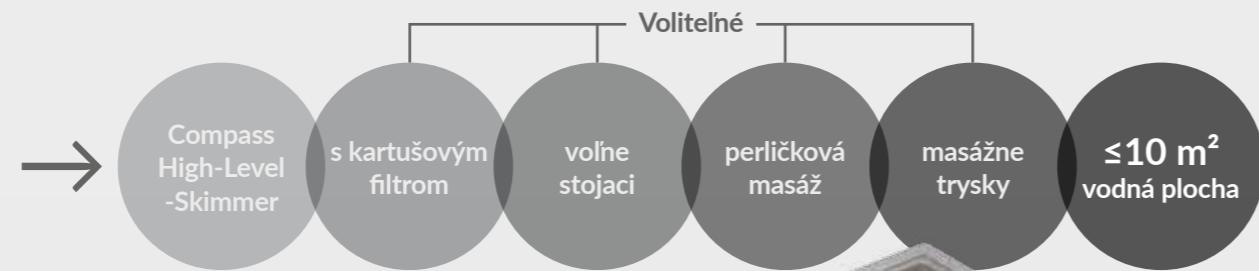 Voliteľné
Compass
High-Level
-Skimmer
s kartušovým
filtrom
voľne
stojaci
perličková
masáž
masážne
trysky
≤10 m²
vodná plocha